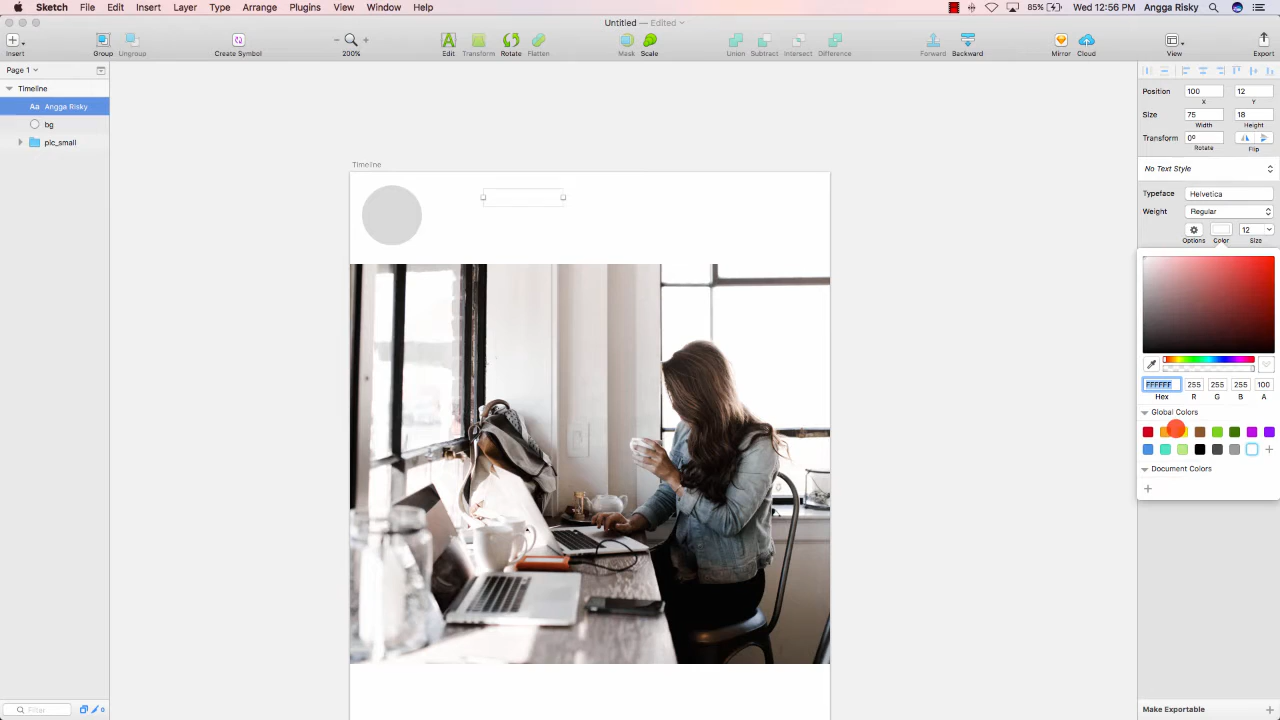 Sketch File Edit Insert Layer Type Arrange Plugins View Window Help 85% Wed 12:56 PM Angga Risky
Untitled — Edited
Insert Group Ungroup Create Symbol 200% Edit Transform Rotate Flatten Mask Scale Union Subtract Intersect Difference Forward Backward Mirror Cloud View Export
Page 1
Timeline
Aa Angga Risky
bg
pic_small
Timeline
Position 100 12
X Y
Size 75 18
Width Height
Transform 0º
Rotate Flip
No Text Style
Typeface Helvetica
Weight Regular
12
Options Color Size
FFFFFF 255 255 255 100
Hex R G B A
Global Colors
Document Colors
Filter 0
Make Exportable